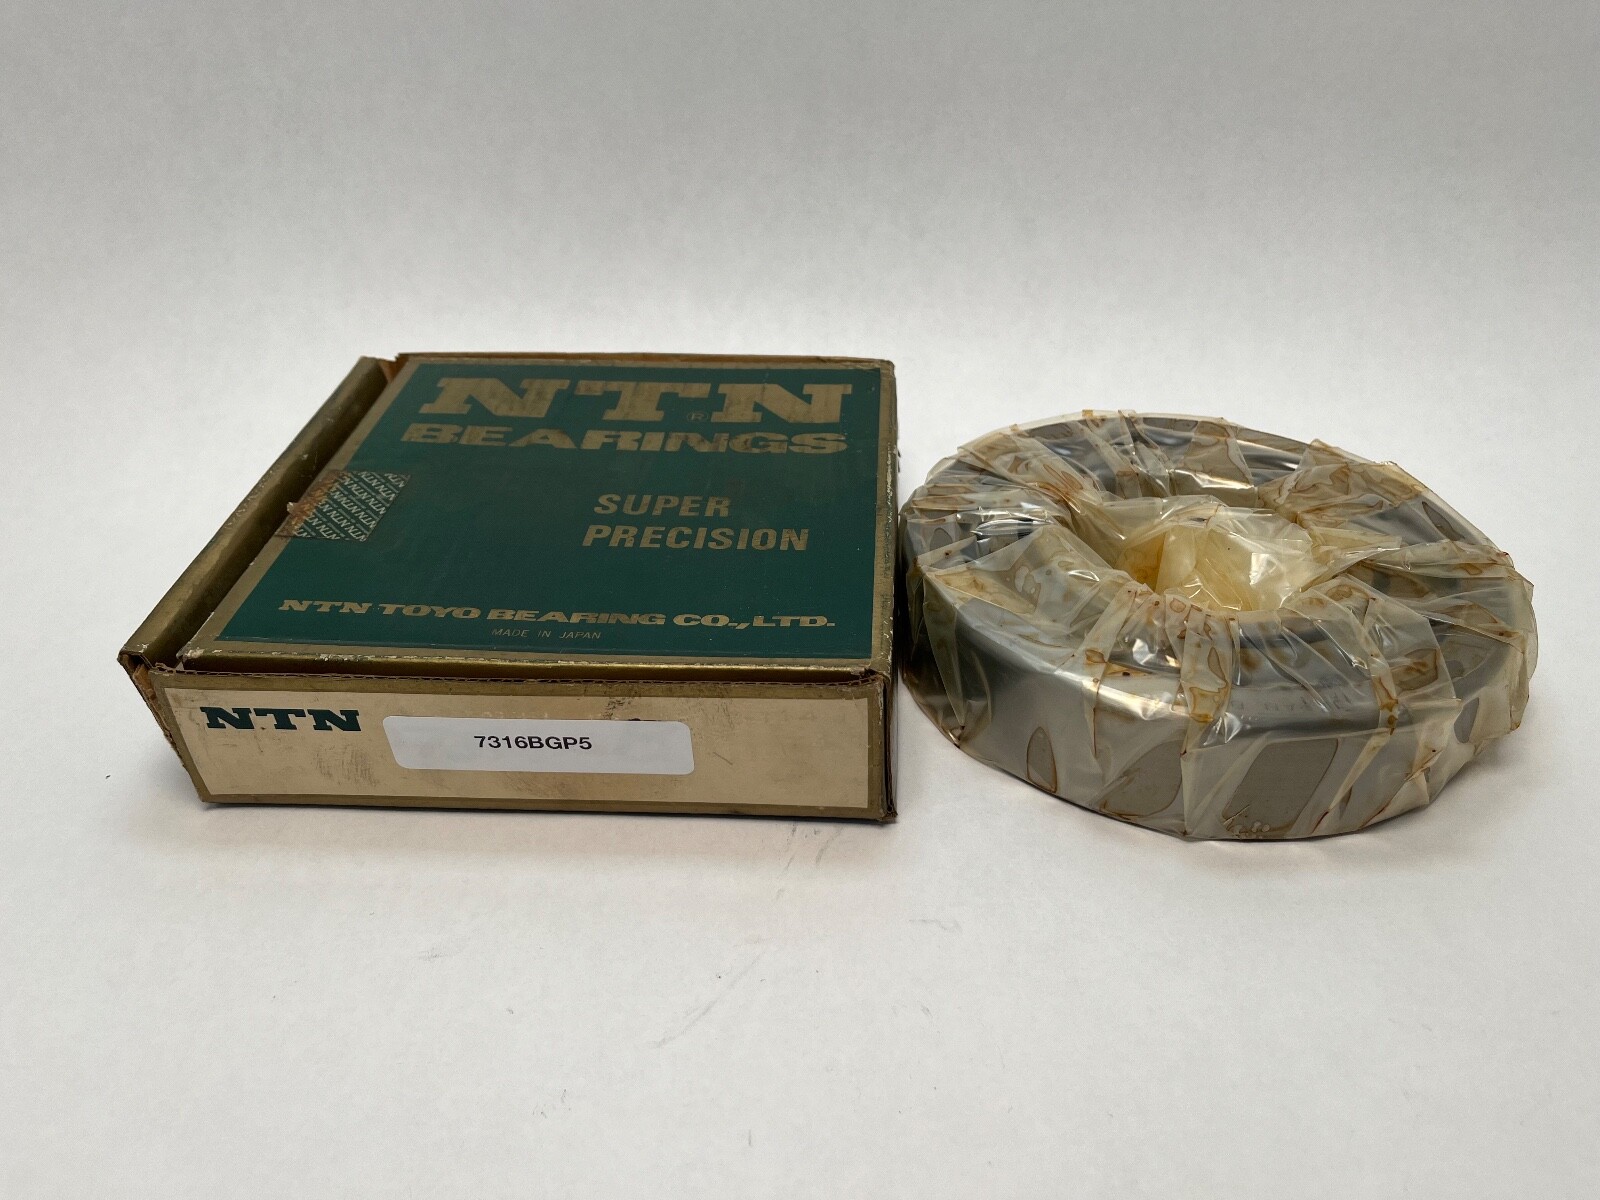 NTN®
BEARINGS
SUPER
PRECISION
NTN TOYO BEARING CO., LTD.
MADE IN JAPAN
NTN
7316BGP5